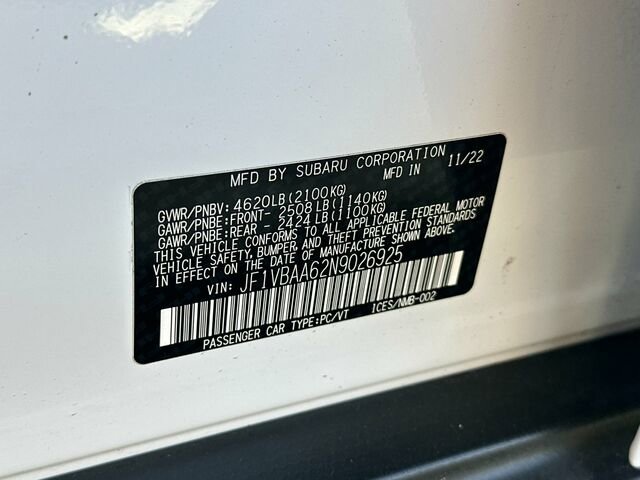 MFD BY SUBARU CORPORATION 11/22
GVWR/PNBV: 4620LB(2100KG) MFD IN
GAWR/PNBE:FRONT- 2508LB(1140KG)
GAWR/PNBE:REAR - 2424LB(1100KG)
THIS VEHICLE CONFORMS TO ALL APPLICABLE FEDERAL MOTOR
VEHICLE SAFETY, BUMPER, AND THEFT PREVENTION STANDARDS
IN EFFECT ON THE DATE OF MANUFACTURE SHOWN ABOVE
VIN: JF1VBAA62N9026925
PASSENGER CAR TYPE:PC/VT ICES/NMB-002